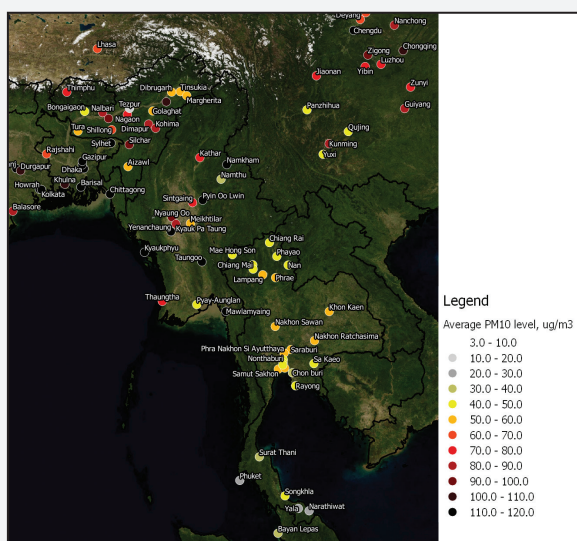 Deyang
Nanchong
Chengdu
Lhasa
Zigong
Chongqing
Luzhou
Yibin
Jiaonan
Zunyi
Thimphu
Dibrugarh
Tinsukia
Margherita
Panzhihua
Guiyang
Bongaigaon
Nalbari
Tezpur
Golaghat
Nagaon
Kohima
Qujing
Tura
Shillong
Dimapur
Kunming
Rajshahi
Sylhet
Silchar
Yuxi
Gazipur
Aizawl
Kathar
Namkham
Durgapur
Dhaka
Namthu
Howrah
Khulna
Barisal
Kolkata
Chittagong
Sintgaing
Pyin Oo Lwin
Balasore
Nyaung Oo
Meikhtilar
Yenanchaung
Kyauk Pa Taung
Kyaukphyu
Taungoo
Chiang Rai
Mae Hong Son
Phayao
Chiang Mai
Nan
Lampang
Phrae
Thaungtha
Pyay-Aunglan
Mawlamyaing
Khon Kaen
Nakhon Sawan
Nakhon Ratchasima
Phra Nakhon Si Ayutthaya
Saraburi
Nonthaburi
Sa Kaeo
Samut Sakhon
Chon buri
Rayong
Surat Thani
Phuket
Songkhla
Yala
Narathiwat
Bayan Lepas
Legend
Average PM10 level, ug/m3
3.0 - 10.0
10.0 - 20.0
20.0 - 30.0
30.0 - 40.0
40.0 - 50.0
50.0 - 60.0
60.0 - 70.0
70.0 - 80.0
80.0 - 90.0
90.0 - 100.0
100.0 - 110.0
110.0 - 120.0